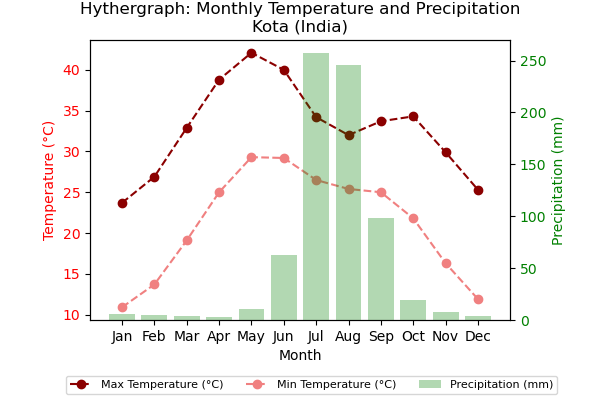 Hythergraph: Monthly Temperature and Precipitation
Kota (India)
Temperature (°C)
40
35
30
25
20
15
10
Precipitation (mm)
250
200
150
100
50
0
Jan Feb Mar Apr May Jun Jul Aug Sep Oct Nov Dec
Month
Max Temperature (°C) Min Temperature (°C) Precipitation (mm)